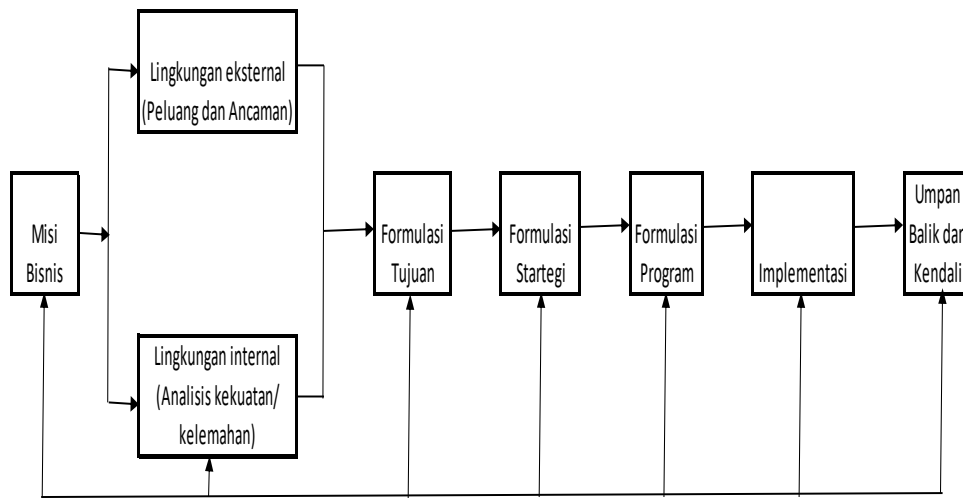 Lingkungan eksternal
(Peluang dan Ancaman)
Misi
Bisnis
Lingkungan internal
(Analisis kekuatan/
kelemahan)
Formulasi
Tujuan
Formulasi
Startegi
Formulasi
Program
Implementasi
Umpan
Balik dan
Kendali